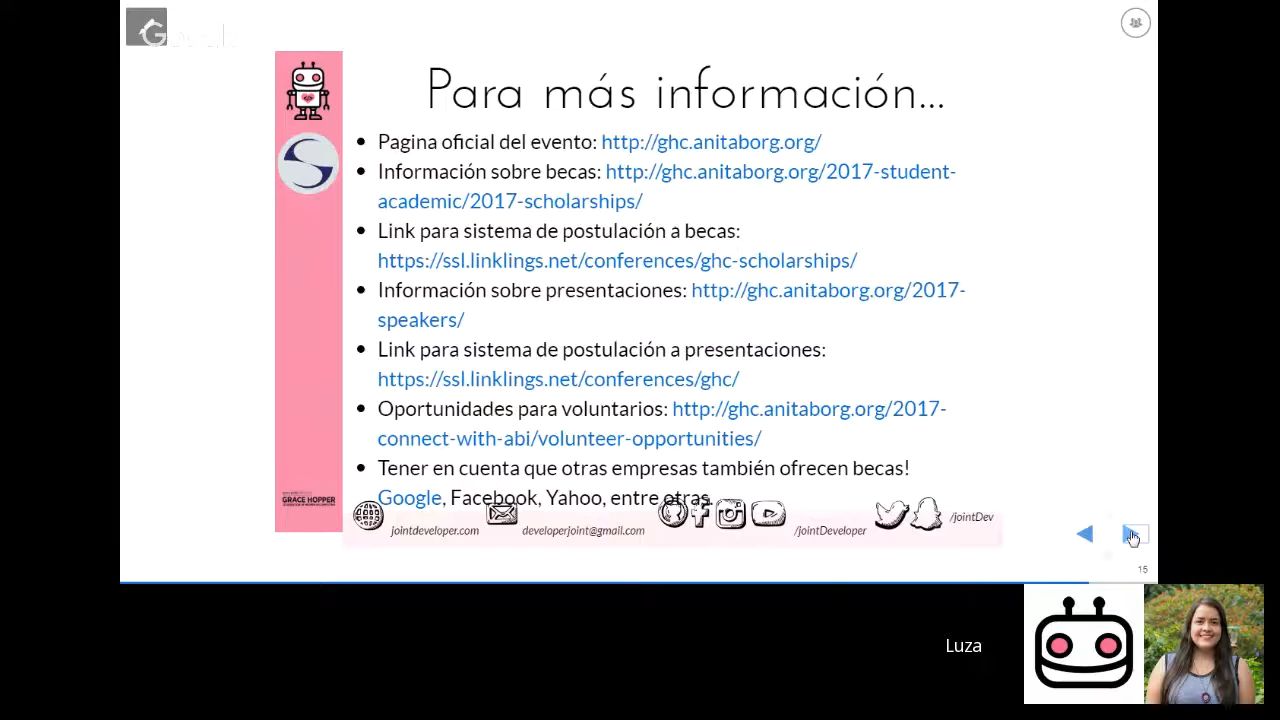 Para más información...
• Pagina oficial del evento: http://ghc.anitaborg.org/
• Información sobre becas: http://ghc.anitaborg.org/2017-student-
academic/2017-scholarships/
• Link para sistema de postulación a becas:
https://ssl.linklings.net/conferences/ghc-scholarships/
• Información sobre presentaciones: http://ghc.anitaborg.org/2017-
speakers/
• Link para sistema de postulación a presentaciones:
https://ssl.linklings.net/conferences/ghc/
• Oportunidades para voluntarios: http://ghc.anitaborg.org/2017-
connect-with-abi/volunteer-opportunities/
• Tener en cuenta que otras empresas también ofrecen becas!
Google, Facebook, Yahoo, entre otras
GRACE HOPPER
jointdeveloper.com
developerjoint@gmail.com
/jointDeveloper
/jointDev
15
Luza